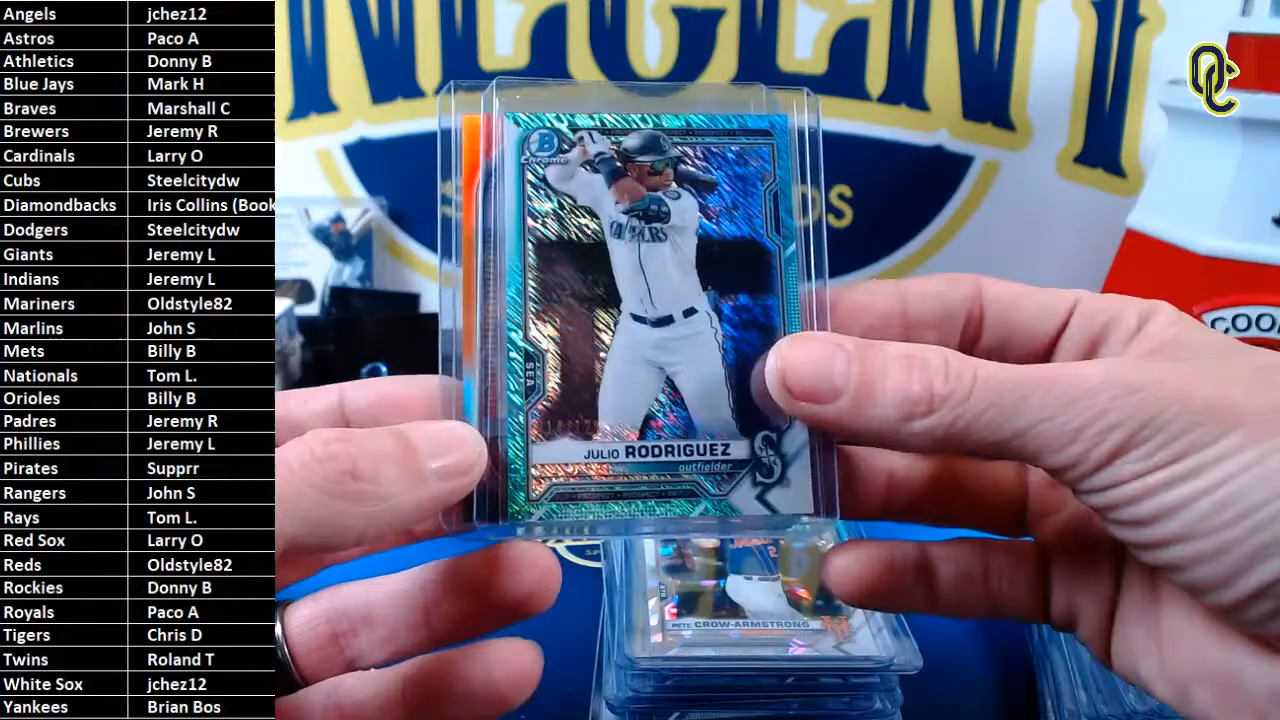 Angels jchez12
Astros Paco A
Athletics Donny B
Blue Jays Mark H
Braves Marshall C
Brewers Jeremy R
Cardinals Larry O
Cubs Steelcitydw
Diamondbacks Iris Collins (Book
Dodgers Steelcitydw
Giants Jeremy L
Indians Jeremy L
Mariners Oldstyle82
Marlins John S
Mets Billy B
Nationals Tom L.
Orioles Billy B
Padres Jeremy R
Phillies Jeremy L
Pirates Supprr
Rangers John S
Rays Tom L.
Red Sox Larry O
Reds Oldstyle82
Rockies Donny B
Royals Paco A
Tigers Chris D
Twins Roland T
White Sox jchez12
Yankees Brian Bos
OC
B
Chrome
SEA
JULIO RODRIGUEZ
outfielder
PETE CROW-ARMSTRONG
COO